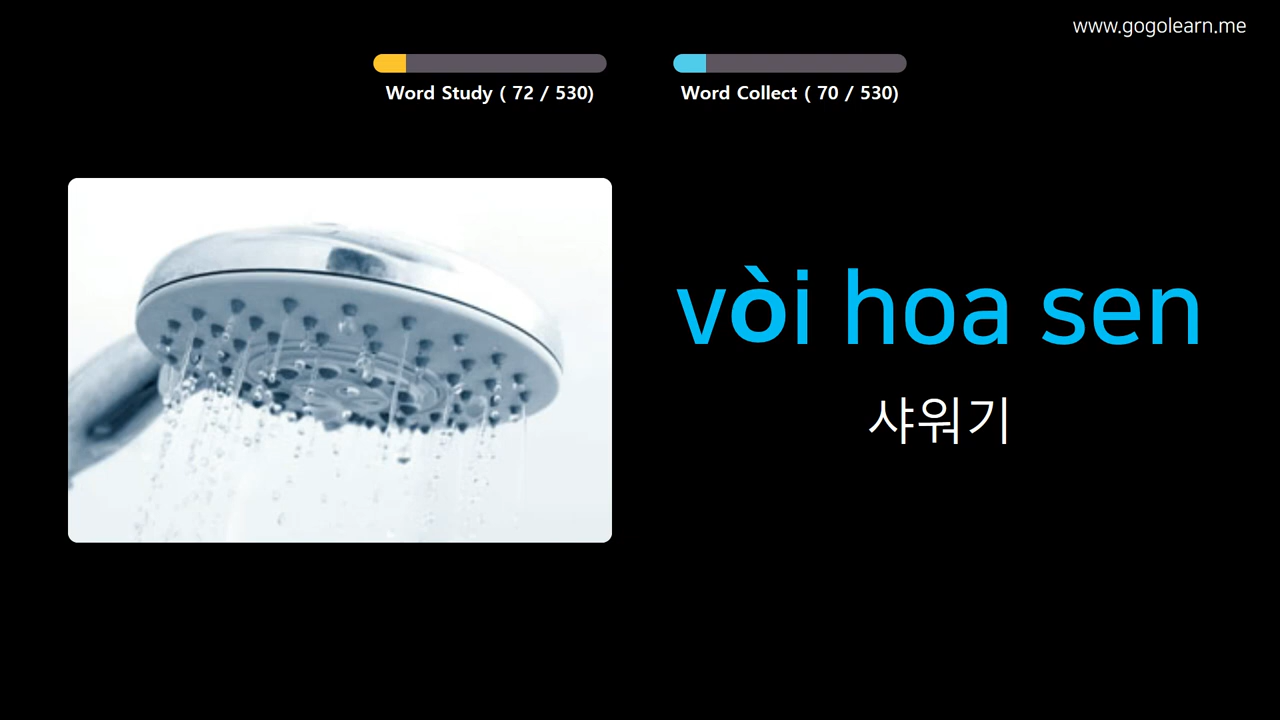 www.gogolearn.me
Word Study ( 72 / 530)
Word Collect ( 70 / 530)
vòi hoa sen
샤워기